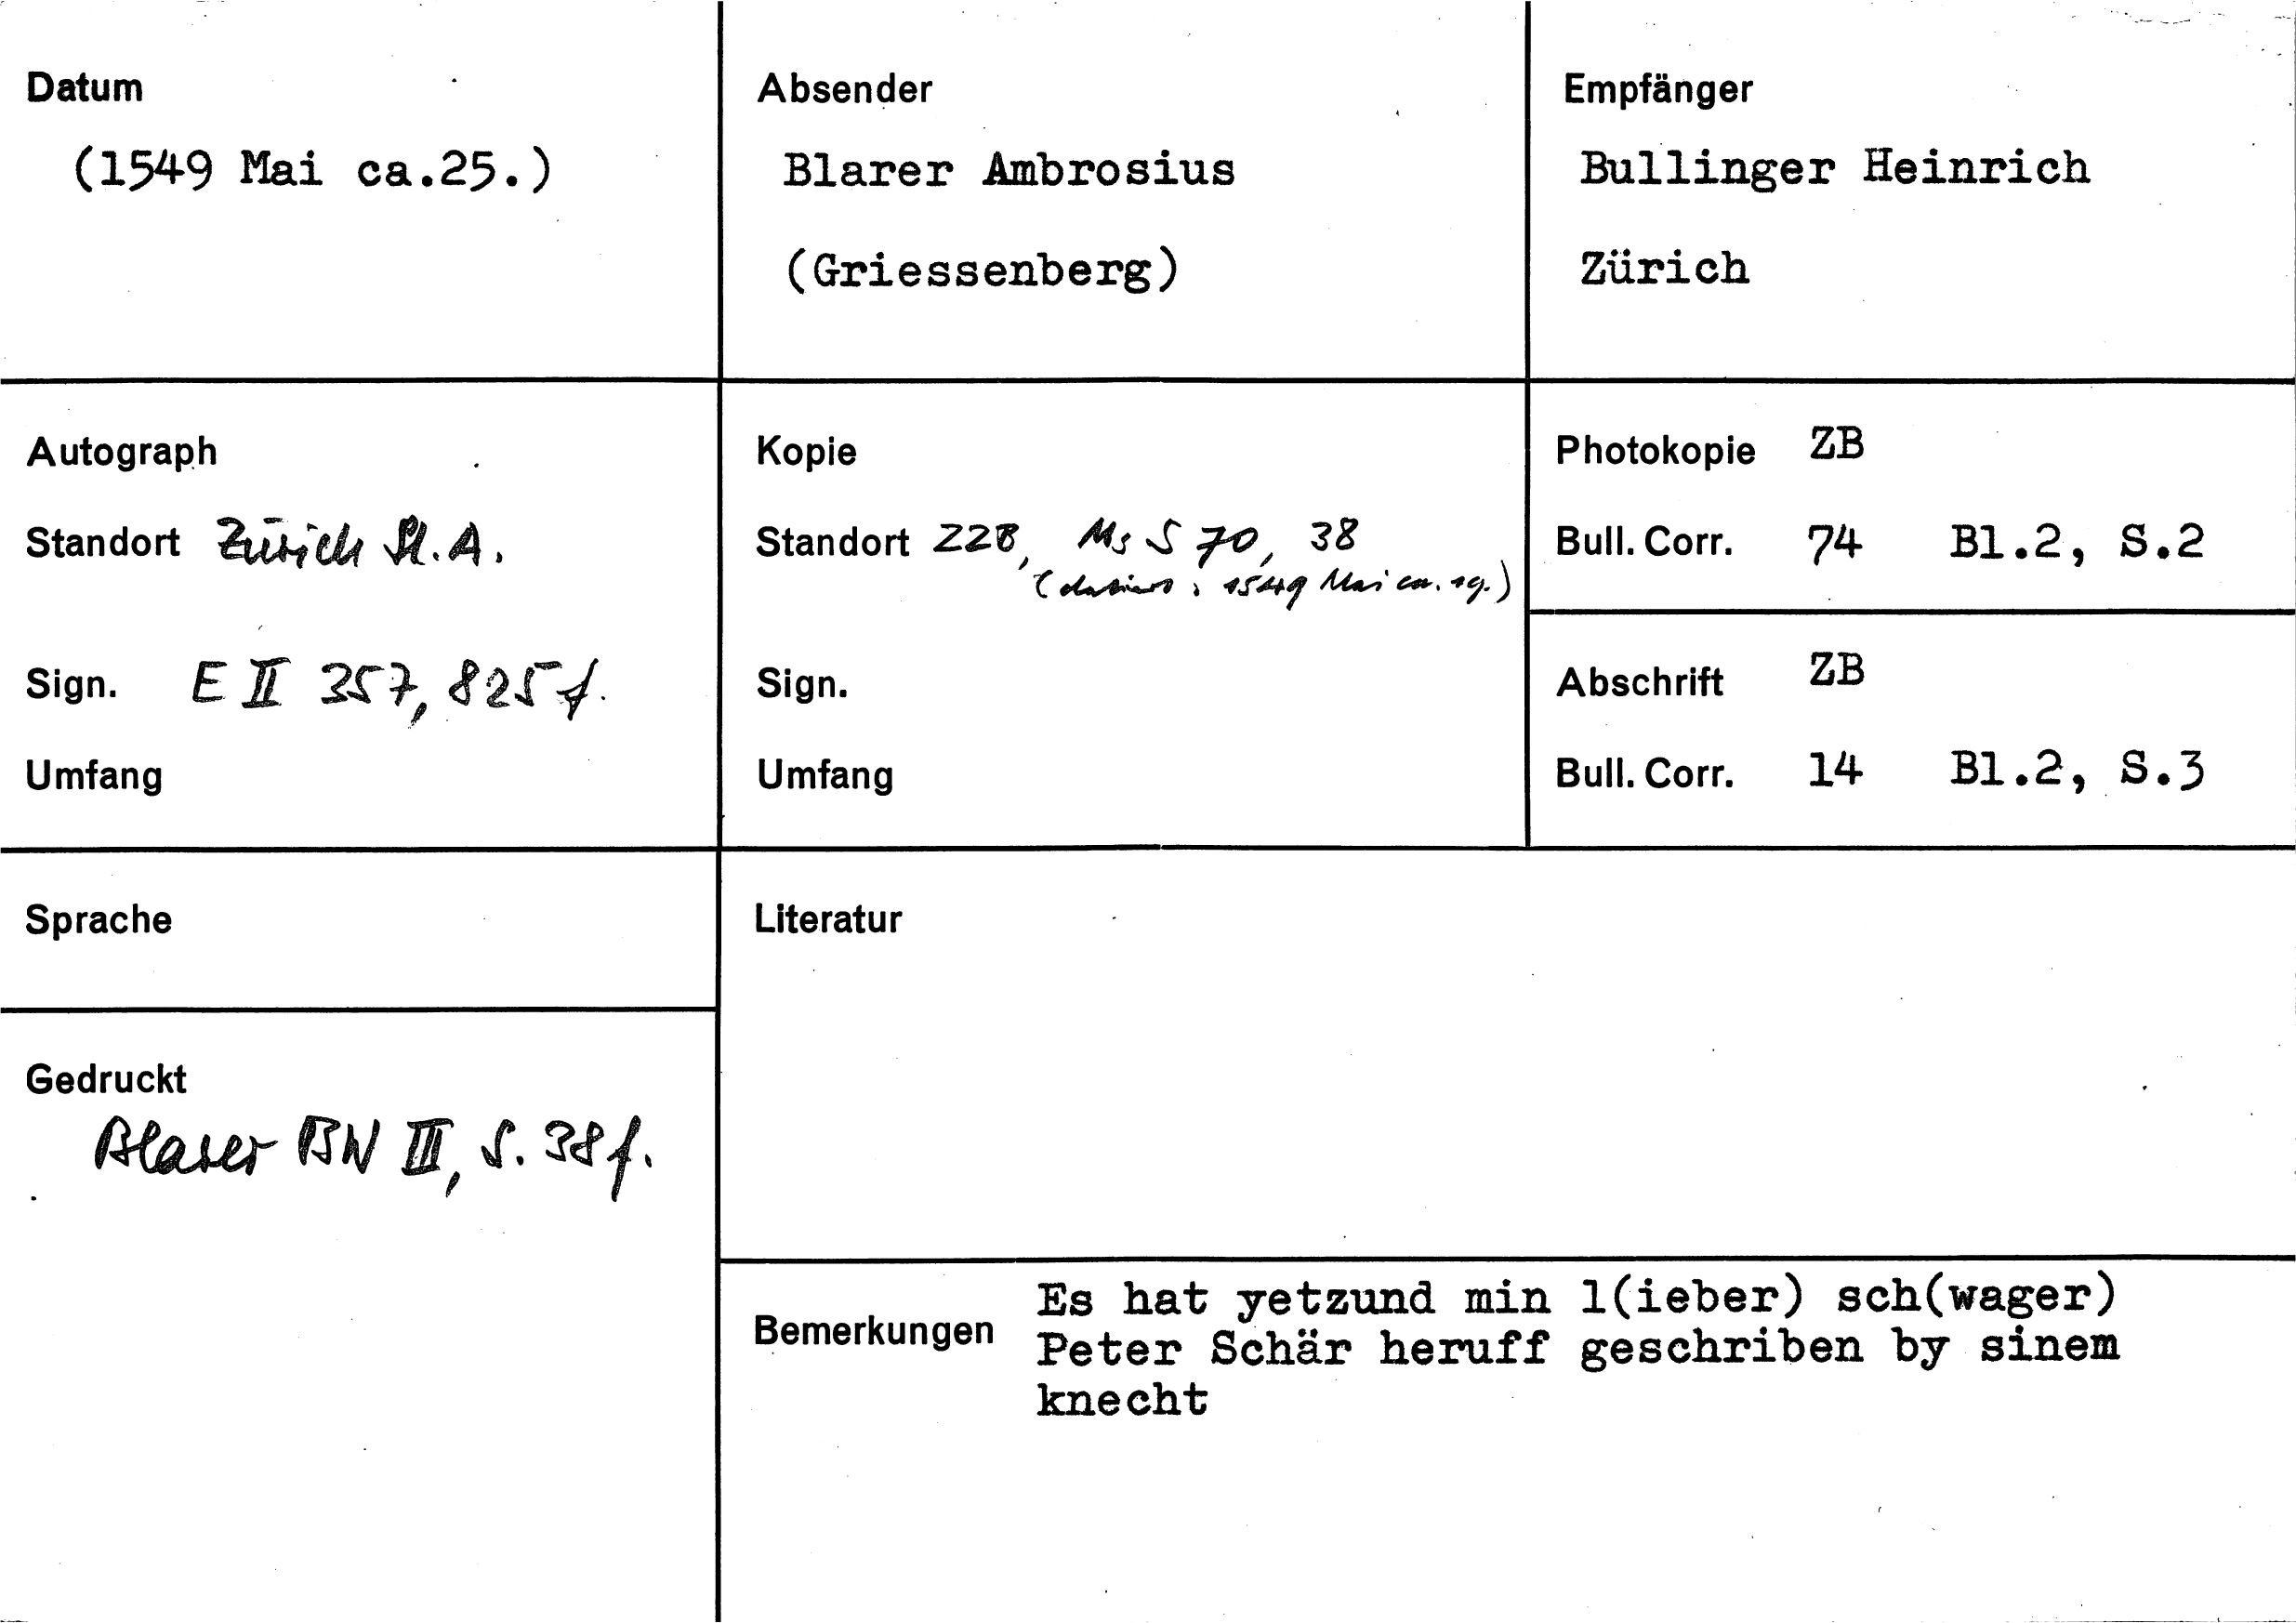 Datum
(1549 Mai ca.25.)
Absender
Blarer Ambrosius
(Griessenberg)
Empfänger
Bullinger Heinrich
Zürich
Autograph
Standort Zürich St.A.
Sign. E II 357, 825 f.
Umfang
Kopie
Standort ZZB, Ms S 70, 38
(datiert: 1549 Mai ca. 19.)
Sign.
Umfang
Photokopie ZB
Bull. Corr. 74 Bl.2, S.2
Abschrift ZB
Bull. Corr. 14 Bl.2, S.3
Sprache
Gedruckt
Blarer BW III, S. 38 f.
Literatur
Bemerkungen
Es hat yetzund min l(ieber) sch(wager)
Peter Schär heruff geschriben by sinem
knecht